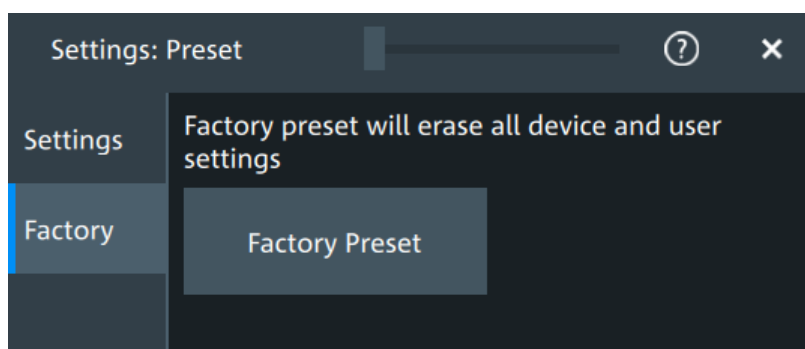 Settings: Preset
?
Settings
Factory preset will erase all device and user
settings
Factory
Factory Preset